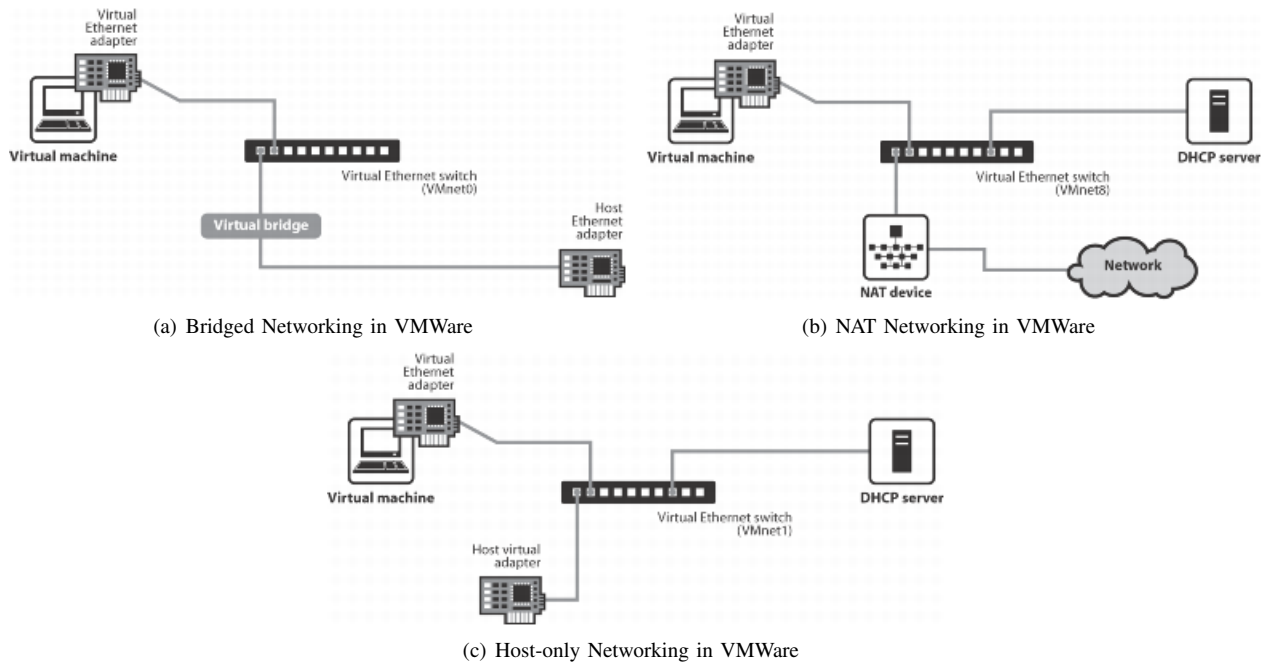 Virtual
Ethernet
adapter
Virtual machine
Virtual Ethernet switch
(VMnet0)
Virtual bridge
Host
Ethernet
adapter
(a) Bridged Networking in VMWare
Virtual
Ethernet
adapter
Virtual machine
DHCP server
Virtual Ethernet switch
(VMnet8)
NAT device
Network
(b) NAT Networking in VMWare
Virtual
Ethernet
adapter
Virtual machine
DHCP server
Virtual Ethernet switch
(VMnet1)
Host virtual
adapter
(c) Host-only Networking in VMWare